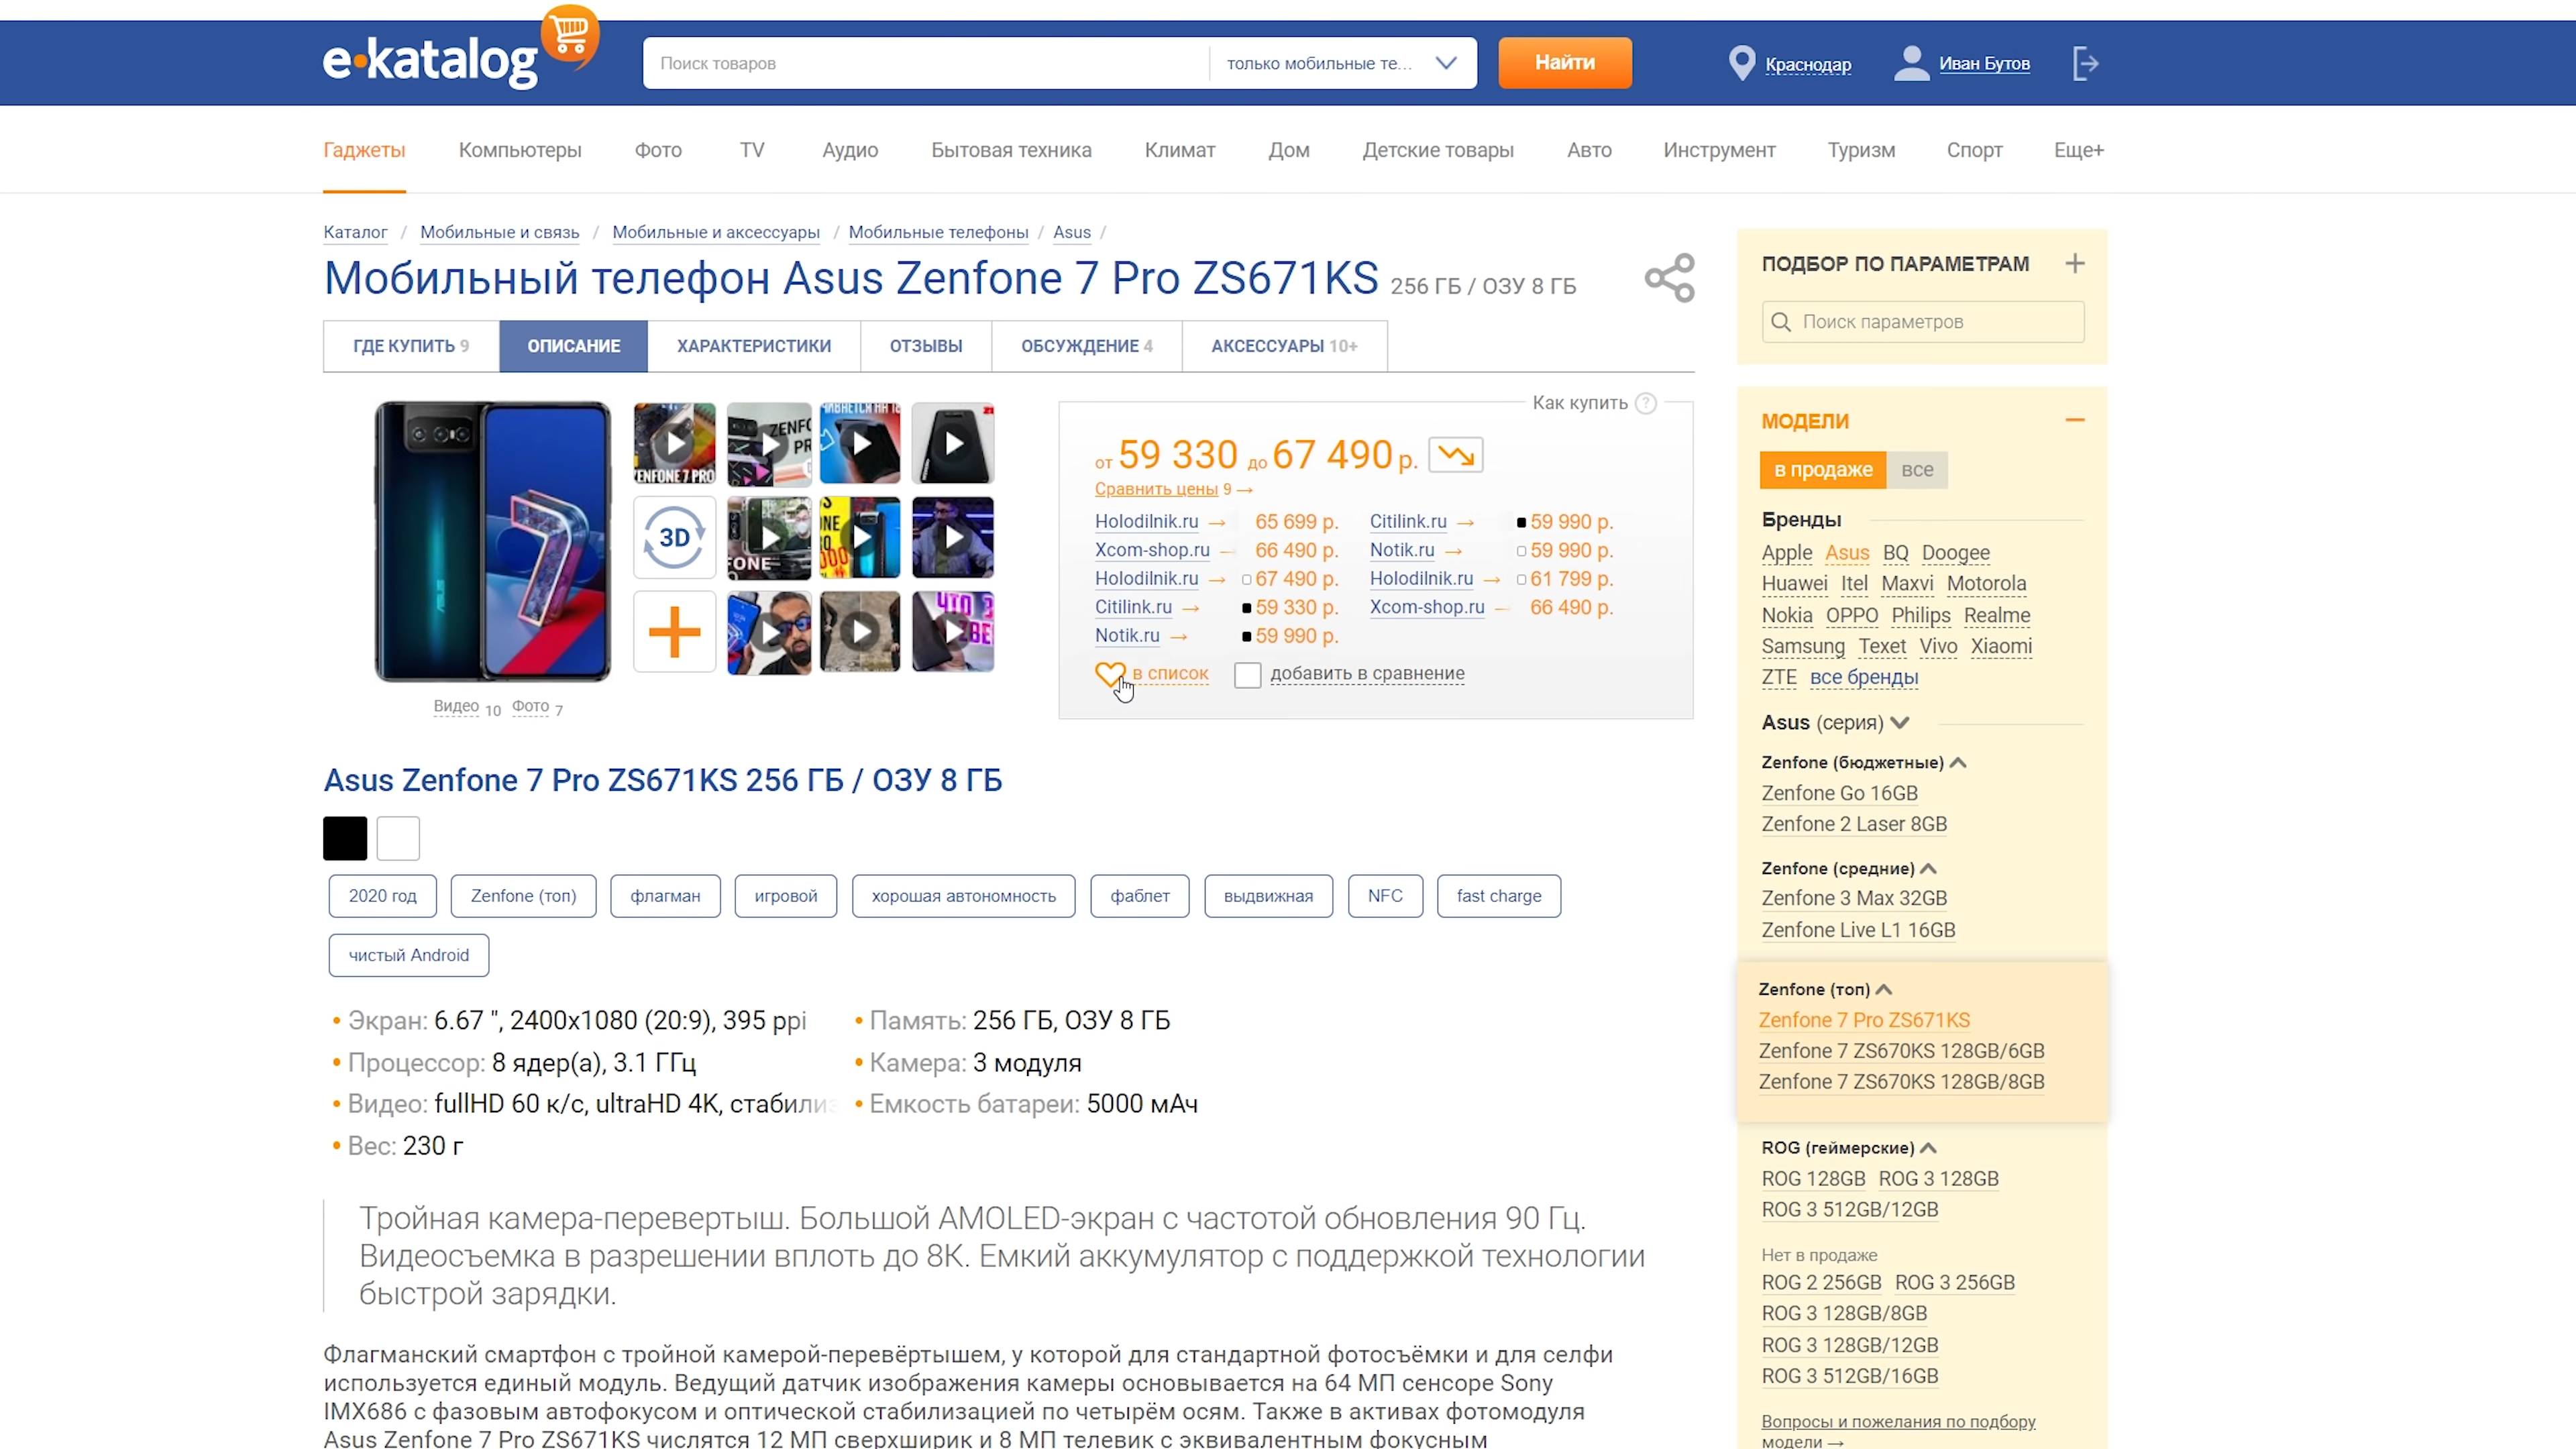 e•katalog
Поиск товаров
только мобильные те...
Найти
Краснодар
Иван Бутов
Гаджеты Компьютеры Фото TV Аудио Бытовая техника Климат Дом Детские товары Авто Инструмент Туризм Спорт Еще+
Каталог / Мобильные и связь / Мобильные и аксессуары / Мобильные телефоны / Asus /
Мобильный телефон Asus Zenfone 7 Pro ZS671KS 256 ГБ / ОЗУ 8 ГБ
ГДЕ КУПИТЬ 9 ОПИСАНИЕ ХАРАКТЕРИСТИКИ ОТЗЫВЫ ОБСУЖДЕНИЕ 4 АКСЕССУАРЫ 10+
ENFONE 7 PRO
ZENFO
PR
3D
Видео 10 Фото 7
Как купить ?
от 59 330 до 67 490 р.
Сравнить цены 9 →
Holodilnik.ru → 65 699 р. Citilink.ru → 59 990 р.
Xcom-shop.ru → 66 490 р. Notik.ru → 59 990 р.
Holodilnik.ru → 67 490 р. Holodilnik.ru → 61 799 р.
Citilink.ru → 59 330 р. Xcom-shop.ru → 66 490 р.
Notik.ru → 59 990 р.
в список добавить в сравнение
Asus Zenfone 7 Pro ZS671KS 256 ГБ / ОЗУ 8 ГБ
2020 год Zenfone (топ) флагман игровой хорошая автономность фаблет выдвижная NFC fast charge
чистый Android
• Экран: 6.67 ", 2400x1080 (20:9), 395 ppi • Память: 256 ГБ, ОЗУ 8 ГБ
• Процессор: 8 ядер(а), 3.1 ГГц • Камера: 3 модуля
• Видео: fullHD 60 к/с, ultraHD 4K, стабилиз • Емкость батареи: 5000 мАч
• Вес: 230 г
Тройная камера-перевертыш. Большой AMOLED-экран с частотой обновления 90 Гц.
Видеосъемка в разрешении вплоть до 8К. Емкий аккумулятор с поддержкой технологии
быстрой зарядки.
Флагманский смартфон с тройной камерой-перевёртышем, у которой для стандартной фотосъёмки и для селфи
используется единый модуль. Ведущий датчик изображения камеры основывается на 64 МП сенсоре Sony
IMX686 с фазовым автофокусом и оптической стабилизацией по четырём осям. Также в активах фотомодуля
Asus Zenfone 7 Pro ZS671KS числятся 12 МП сверхширик и 8 МП телевик с эквивалентным фокусным
ПОДБОР ПО ПАРАМЕТРАМ +
Поиск параметров
МОДЕЛИ
в продаже все
Бренды
Apple Asus BQ Doogee
Huawei Itel Maxvi Motorola
Nokia OPPO Philips Realme
Samsung Texet Vivo Xiaomi
ZTE все бренды
Asus (серия)
Zenfone (бюджетные)
Zenfone Go 16GB
Zenfone 2 Laser 8GB
Zenfone (средние)
Zenfone 3 Max 32GB
Zenfone Live L1 16GB
Zenfone (топ)
Zenfone 7 Pro ZS671KS
Zenfone 7 ZS670KS 128GB/6GB
Zenfone 7 ZS670KS 128GB/8GB
ROG (геймерские)
ROG 128GB ROG 3 128GB
ROG 3 512GB/12GB
Нет в продаже
ROG 2 256GB ROG 3 256GB
ROG 3 128GB/8GB
ROG 3 128GB/12GB
ROG 3 512GB/16GB
Вопросы и пожелания по подбору
модели →